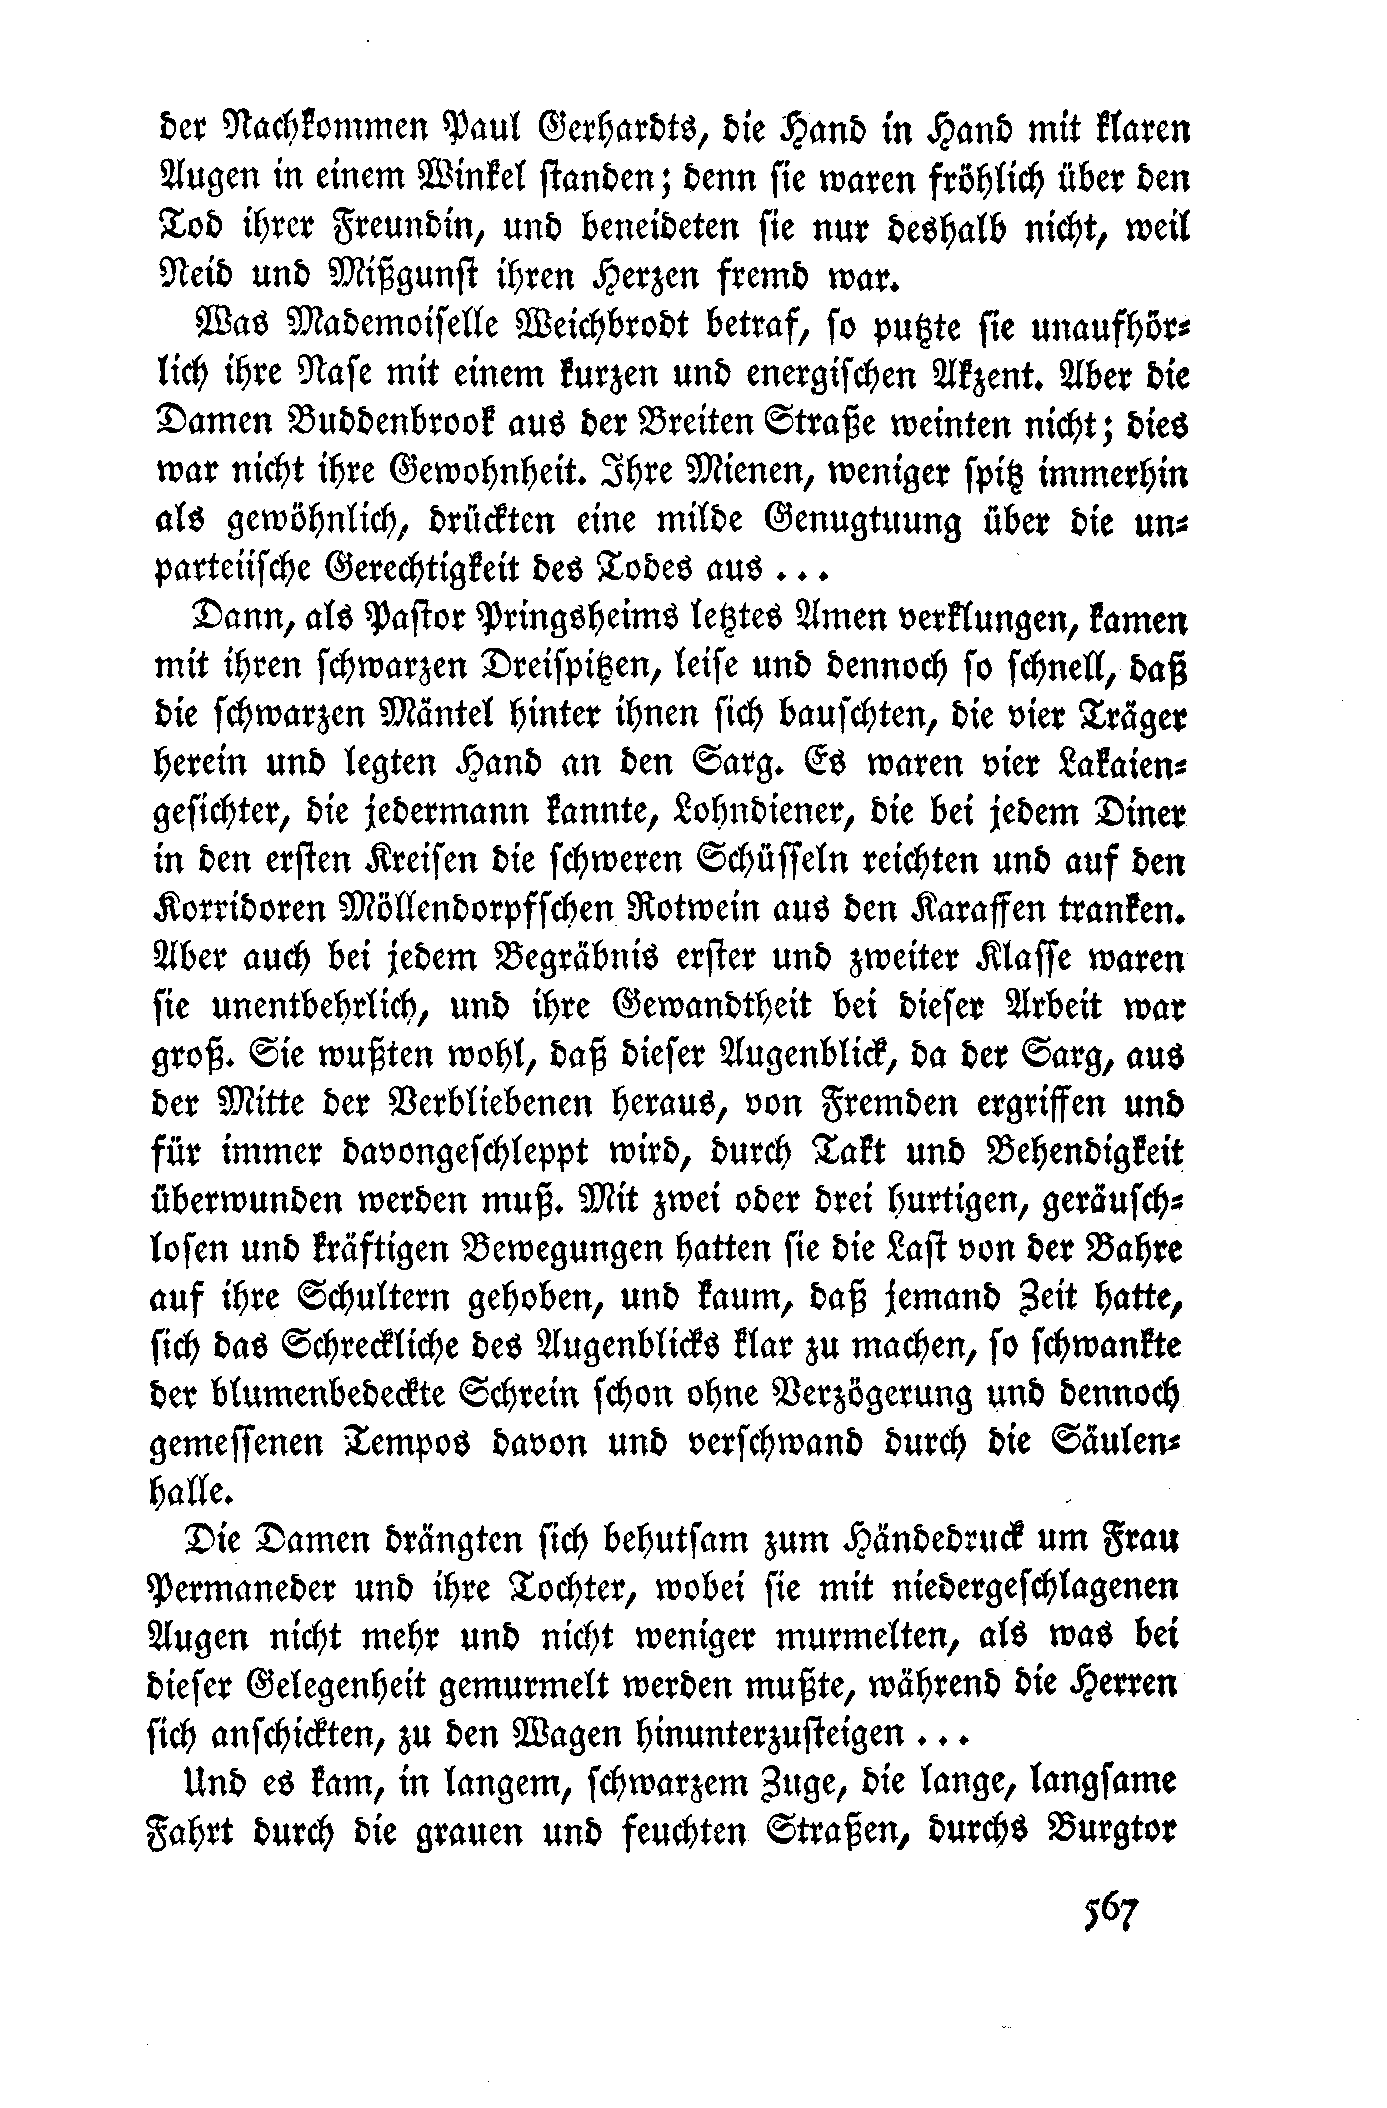 der Nachkommen Paul Gerhardts, die Hand in Hand mit klaren
Augen in einem Winkel standen; denn sie waren fröhlich über den
Tod ihrer Freundin, und beneideten sie nur deshalb nicht, weil
Neid und Mißgunst ihren Herzen fremd war.
Was Mademoiselle Weichbrodt betraf, so putzte sie unaufhör-
lich ihre Nase mit einem kurzen und energischen Akzent. Aber die
Damen Buddenbrook aus der Breiten Straße weinten nicht; dies
war nicht ihre Gewohnheit. Ihre Mienen, weniger spitz immerhin
als gewöhnlich, drückten eine milde Genugtuung über die un-
parteiische Gerechtigkeit des Todes aus ...
Dann, als Pastor Pringsheims letztes Amen verklungen, kamen
mit ihren schwarzen Dreispitzen, leise und dennoch so schnell, daß
die schwarzen Mäntel hinter ihnen sich bauschten, die vier Träger
herein und legten Hand an den Sarg. Es waren vier Lakaien-
gesichter, die jedermann kannte, Lohndiener, die bei jedem Diner
in den ersten Kreisen die schweren Schüsseln reichten und auf den
Korridoren Möllendorpfschen Rotwein aus den Karaffen tranken.
Aber auch bei jedem Begräbnis erster und zweiter Klasse waren
sie unentbehrlich, und ihre Gewandtheit bei dieser Arbeit war
groß. Sie wußten wohl, daß dieser Augenblick, da der Sarg, aus
der Mitte der Verbliebenen heraus, von Fremden ergriffen und
für immer davongeschleppt wird, durch Takt und Behendigkeit
überwunden werden muß. Mit zwei oder drei hurtigen, geräusch-
losen und kräftigen Bewegungen hatten sie die Last von der Bahre
auf ihre Schultern gehoben, und kaum, daß jemand Zeit hatte,
sich das Schreckliche des Augenblicks klar zu machen, so schwankte
der blumenbedeckte Schrein schon ohne Verzögerung und dennoch
gemessenen Tempos davon und verschwand durch die Säulen-
halle.
Die Damen drängten sich behutsam zum Händedruck um Frau
Permaneder und ihre Tochter, wobei sie mit niedergeschlagenen
Augen nicht mehr und nicht weniger murmelten, als was bei
dieser Gelegenheit gemurmelt werden mußte, während die Herren
sich anschickten, zu den Wagen hinunterzusteigen ...
Und es kam, in langem, schwarzem Zuge, die lange, langsame
Fahrt durch die grauen und feuchten Straßen, durchs Burgtor
567